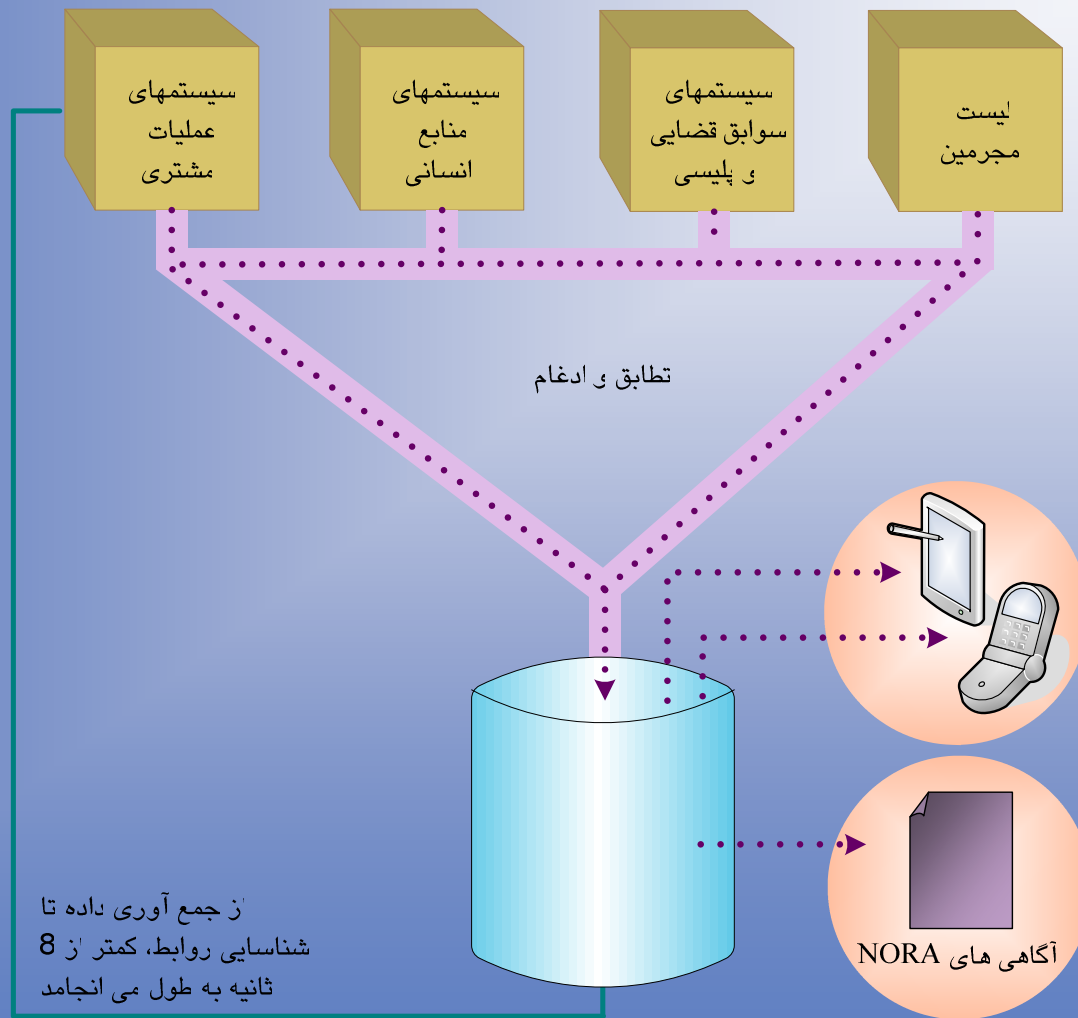 لیست
مجرمین
سیستمهای
سوابق قضایی
و پلیسی
سیستمهای
منابع
انسانی
سیستمهای
عملیات
مشتری
تطابق و ادغام
آگاهی های NORA
از جمع آوری داده تا
شناسایی روابط، کمتر از 8
ثانیه به طول می انجامد